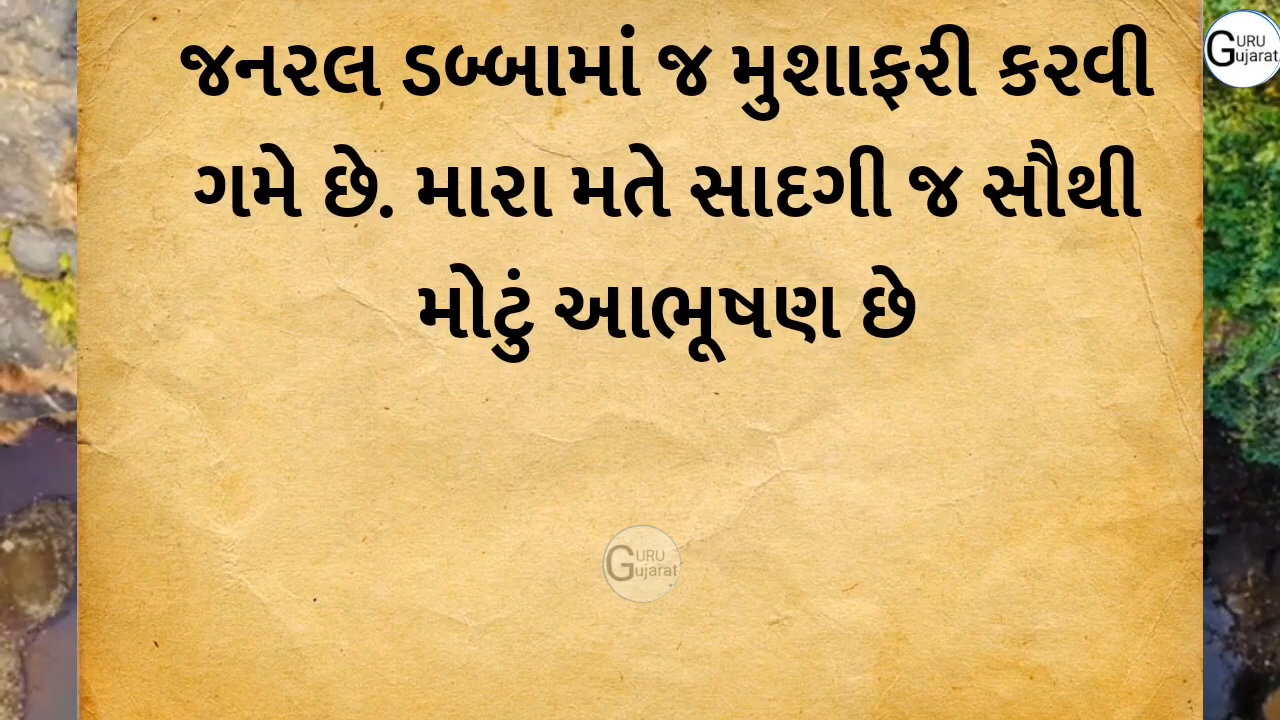 જનરલ ડબ્બામાં જ મુશાફરી કરવી
ગમે છે. મારા મતે સાદગી જ સૌથી
મોટું આભૂષણ છે
GURU
Gujarat
GURU
Gujarat